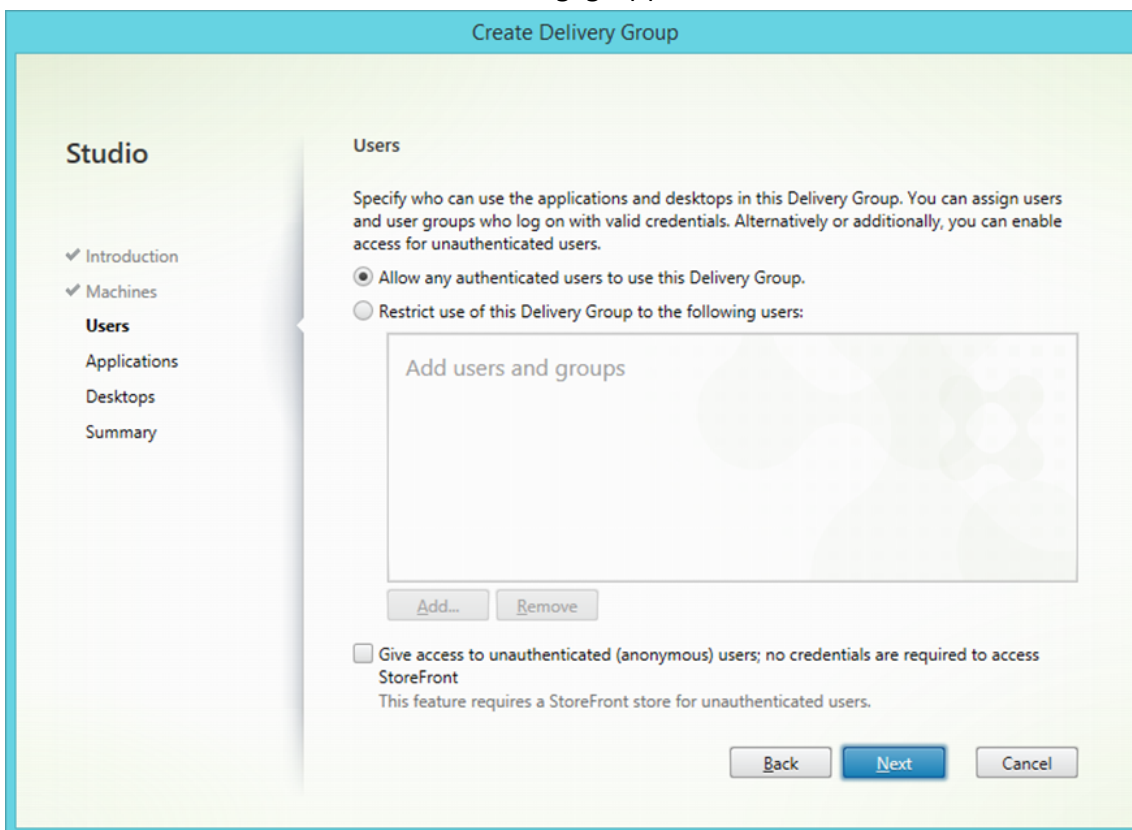 Create Delivery Group
Studio
Introduction
Machines
Users
Applications
Desktops
Summary
Users
Specify who can use the applications and desktops in this Delivery Group. You can assign users
and user groups who log on with valid credentials. Alternatively or additionally, you can enable
access for unauthenticated users.
Allow any authenticated users to use this Delivery Group.
Restrict use of this Delivery Group to the following users:
Add users and groups
Add...
Remove
Give access to unauthenticated (anonymous) users; no credentials are required to access
StoreFront
This feature requires a StoreFront store for unauthenticated users.
Back
Next
Cancel